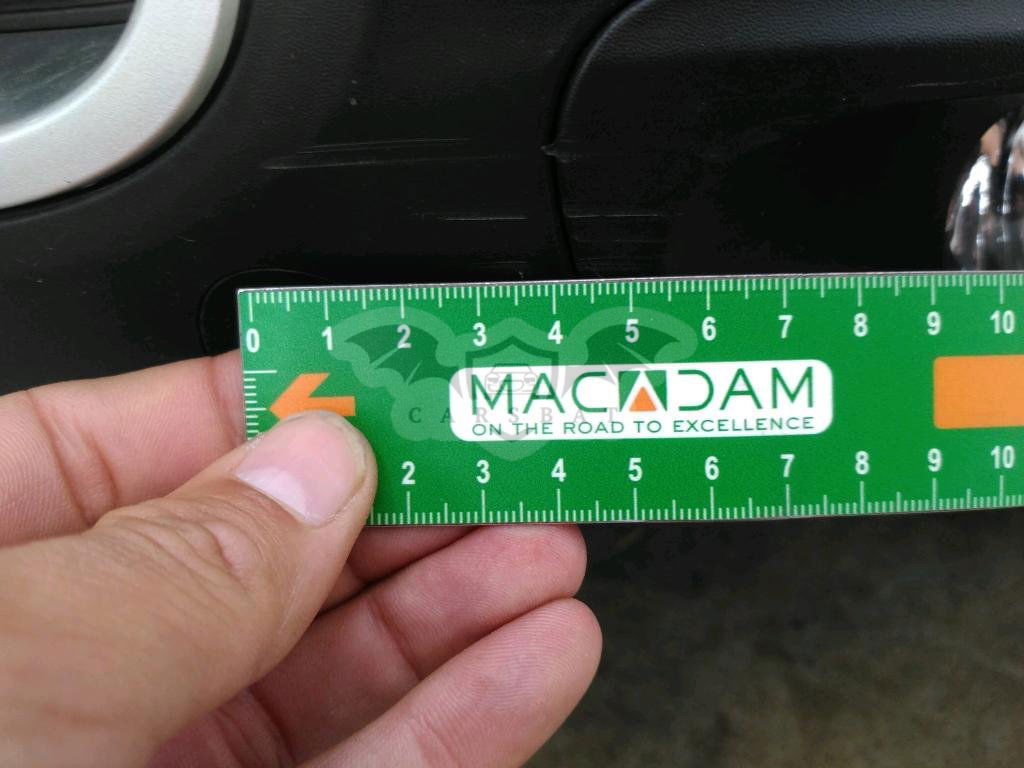 0 1 2 3 4 5 6 7 8 9 10
MACADAM
CARSBAT
ON THE ROAD TO EXCELLENCE
2 3 4 5 6 7 8 9 10